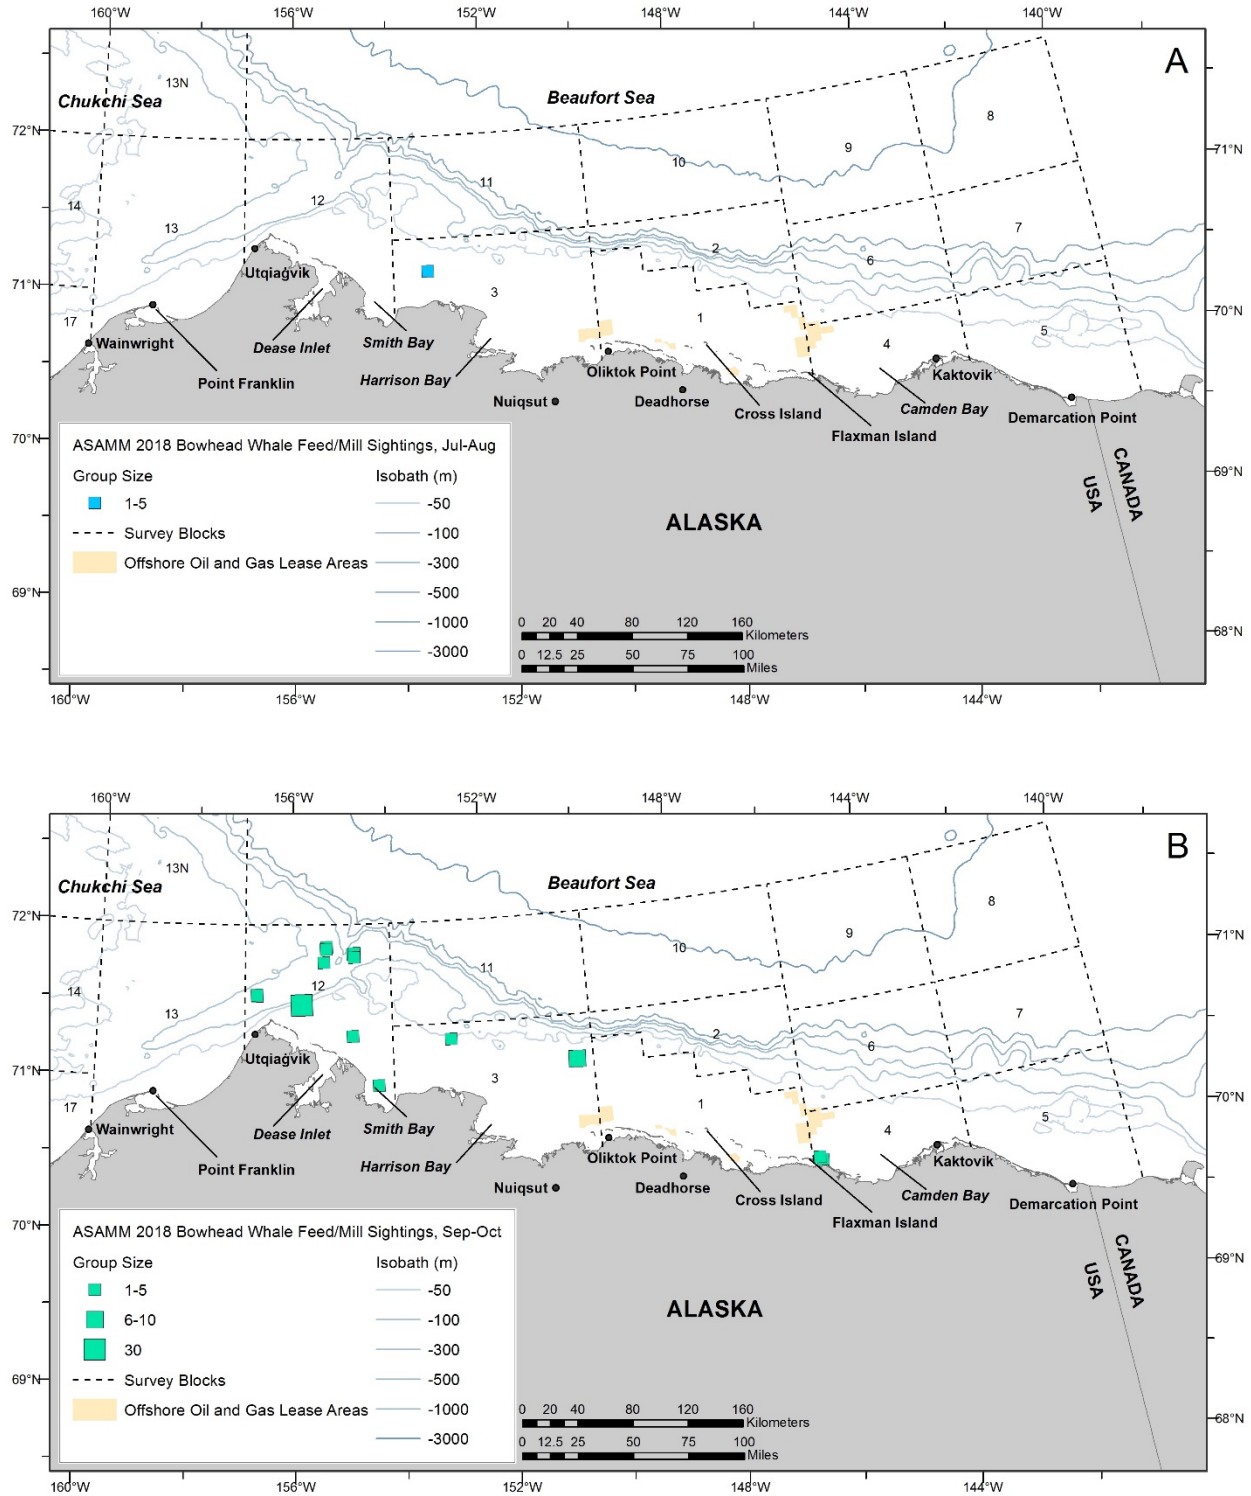 160°W 156°W 152°W 148°W 144°W 140°W
A
13N
Chukchi Sea
Beaufort Sea
8
72°N
71°N
9
10
11
14
12
13
7
2
6
Utqiaġvik
71°N
3
70°N
17
1
5
Wainwright
Dease Inlet
Smith Bay
4
Point Franklin
Harrison Bay
Oliktok Point
Kaktovik
Nuiqsut
Deadhorse
Cross Island
Camden Bay
Demarcation Point
Flaxman Island
70°N
ASAMM 2018 Bowhead Whale Feed/Mill Sightings, Jul-Aug
Group Size
1-5
Survey Blocks
Offshore Oil and Gas Lease Areas
Isobath (m)
-50
-100
-300
-500
-1000
-3000
CANADA
USA
69°N
ALASKA
69°N
0 20 40 80 120 160
Kilometers
0 12.5 25 50 75 100
Miles
68°N
160°W 156°W 152°W 148°W 144°W
160°W 156°W 152°W 148°W 144°W 140°W
B
13N
Chukchi Sea
Beaufort Sea
8
72°N
71°N
9
10
11
14
12
13
7
2
6
Utqiaġvik
71°N
3
70°N
17
1
5
Wainwright
Dease Inlet
Smith Bay
4
Point Franklin
Harrison Bay
Oliktok Point
Kaktovik
Nuiqsut
Deadhorse
Cross Island
Camden Bay
Demarcation Point
Flaxman Island
70°N
ASAMM 2018 Bowhead Whale Feed/Mill Sightings, Sep-Oct
Group Size
1-5
6-10
30
Survey Blocks
Offshore Oil and Gas Lease Areas
Isobath (m)
-50
-100
-300
-500
-1000
-3000
CANADA
USA
69°N
ALASKA
69°N
0 20 40 80 120 160
Kilometers
0 12.5 25 50 75 100
Miles
68°N
160°W 156°W 152°W 148°W 144°W